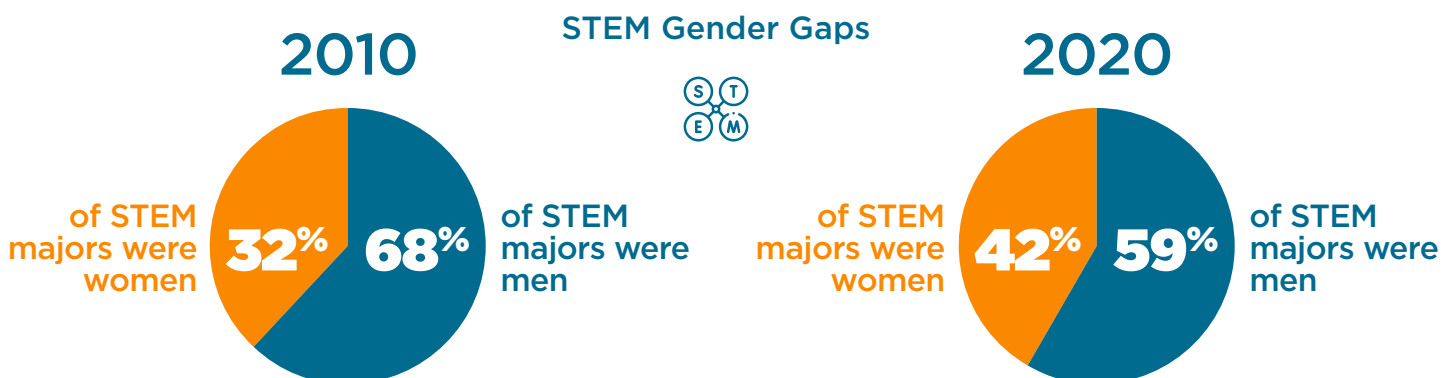 STEM Gender Gaps
S T
E M
2010
of STEM
majors were
women
32%
68%
of STEM
majors were
men
2020
of STEM
majors were
women
42%
59%
of STEM
majors were
men